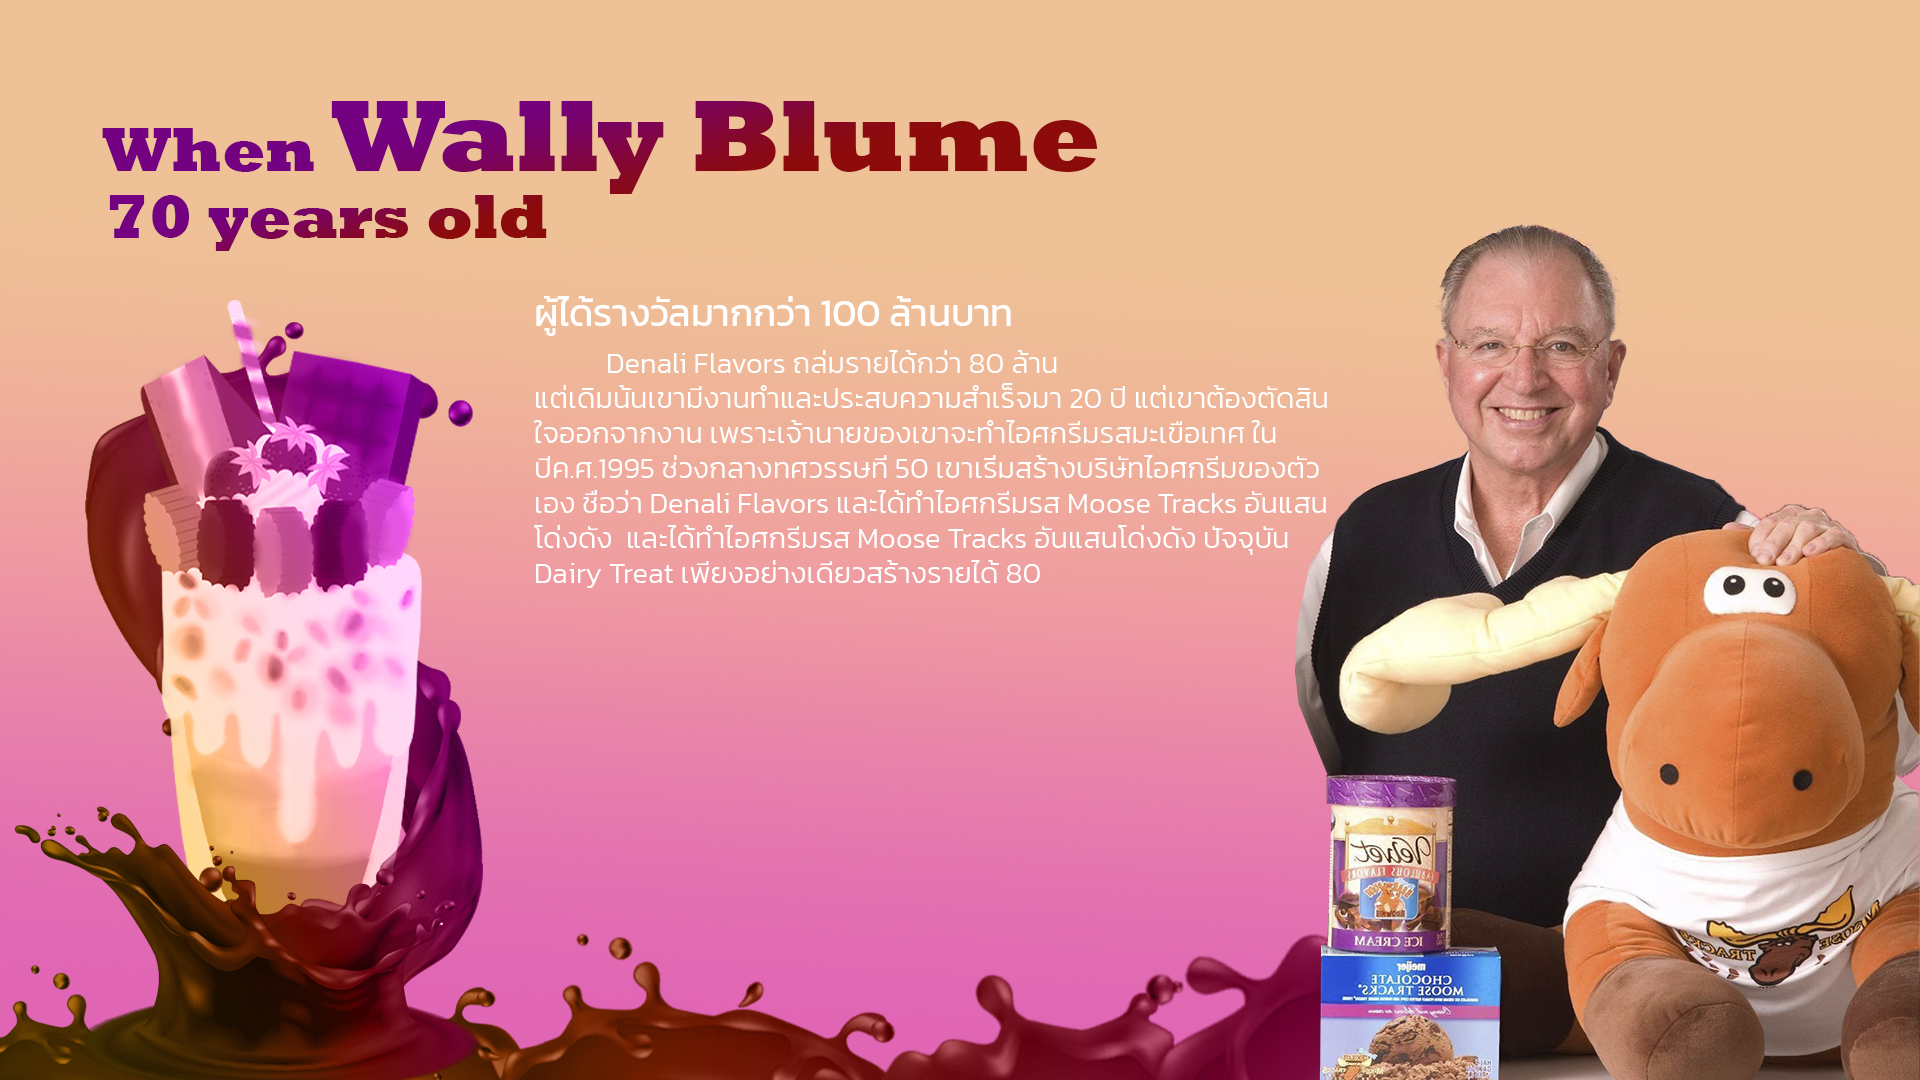 When Wally Blume
70 years old
ผู้ได้รางวัลมากกว่า 100 ล้านบาท
Denali Flavors ถล่มรายได้กว่า 80 ล้าน
แต่เดิมนั้นเขามีงานทำและประสบความสำเร็จมา 20 ปี แต่เขาต้องตัดสิน
ใจออกจากงาน เพราะเจ้านายของเขาจะทำไอศกรีมรสมะเขือเทศ ใน
ปีค.ศ.1995 ช่วงกลางทศวรรษที่ 50 เขาเริ่มสร้างบริษัทไอศกรีมของตัว
เอง ชื่อว่า Denali Flavors และได้ทำไอศกรีมรส Moose Tracks อันแสน
โด่งดัง และได้ทำไอศกรีมรส Moose Tracks อันแสนโด่งดัง ปัจจุบัน
Dairy Treat เพียงอย่างเดียวสร้างรายได้ 80
Velvet
FABULOUS FLAVORS
ICE CREAM
meijer
CHOCOLATE
MOOSE TRACKS
MOOSE TRACKS